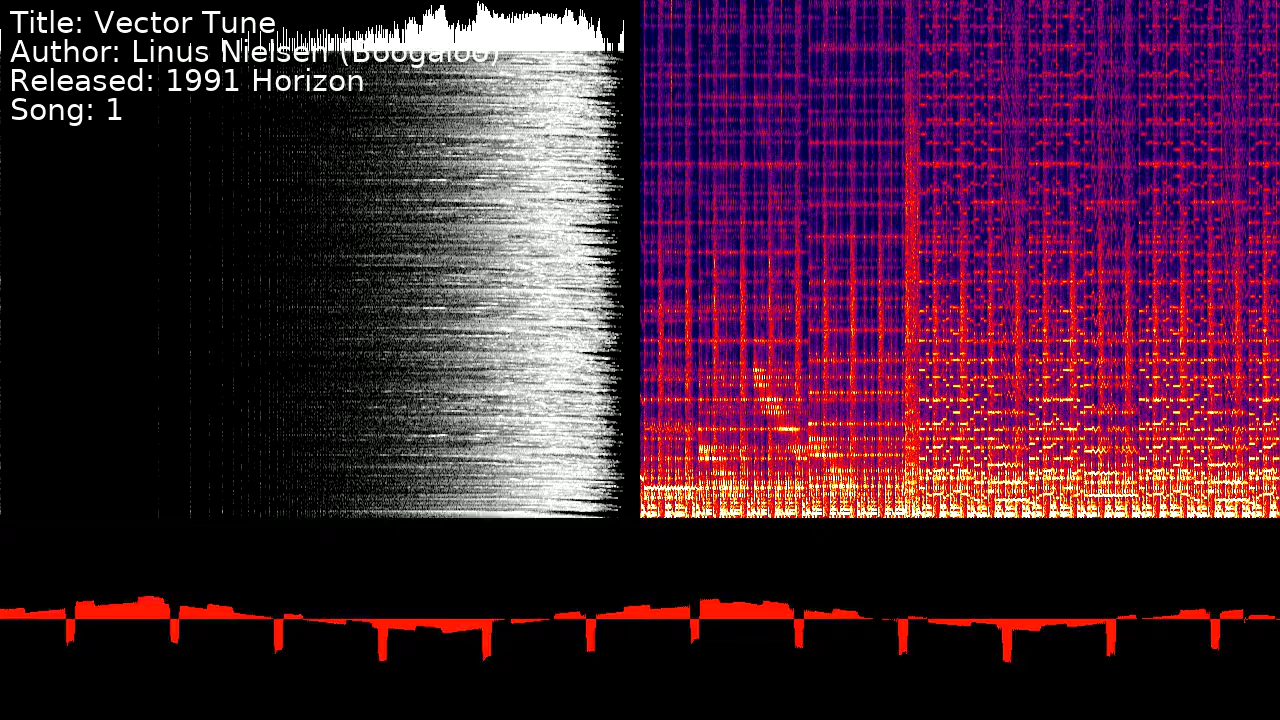 Title: Vector Tune
Author: Linus Nielsen (Boogaloo)
Released: 1991 Horizon
Song: 1